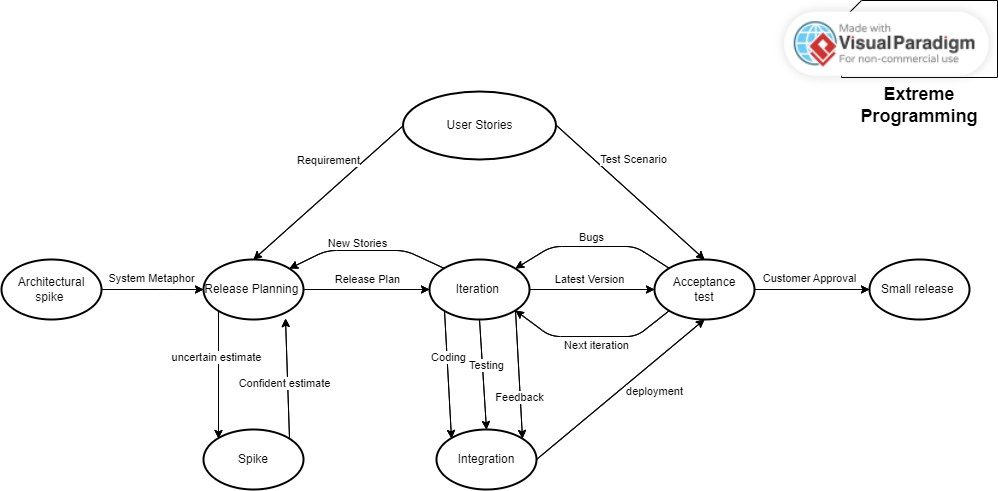 Made with
Visual Paradigm
For non-commercial use
Extreme
Programming
User Stories
Requirement
Test Scenario
New Stories
Bugs
Architectural
spike
System Metaphor
Release Planning
Release Plan
Iteration
Latest Version
Acceptance
test
Customer Approval
Small release
Next iteration
uncertain estimate
Coding
Testing
Confident estimate
Feedback
deployment
Spike
Integration